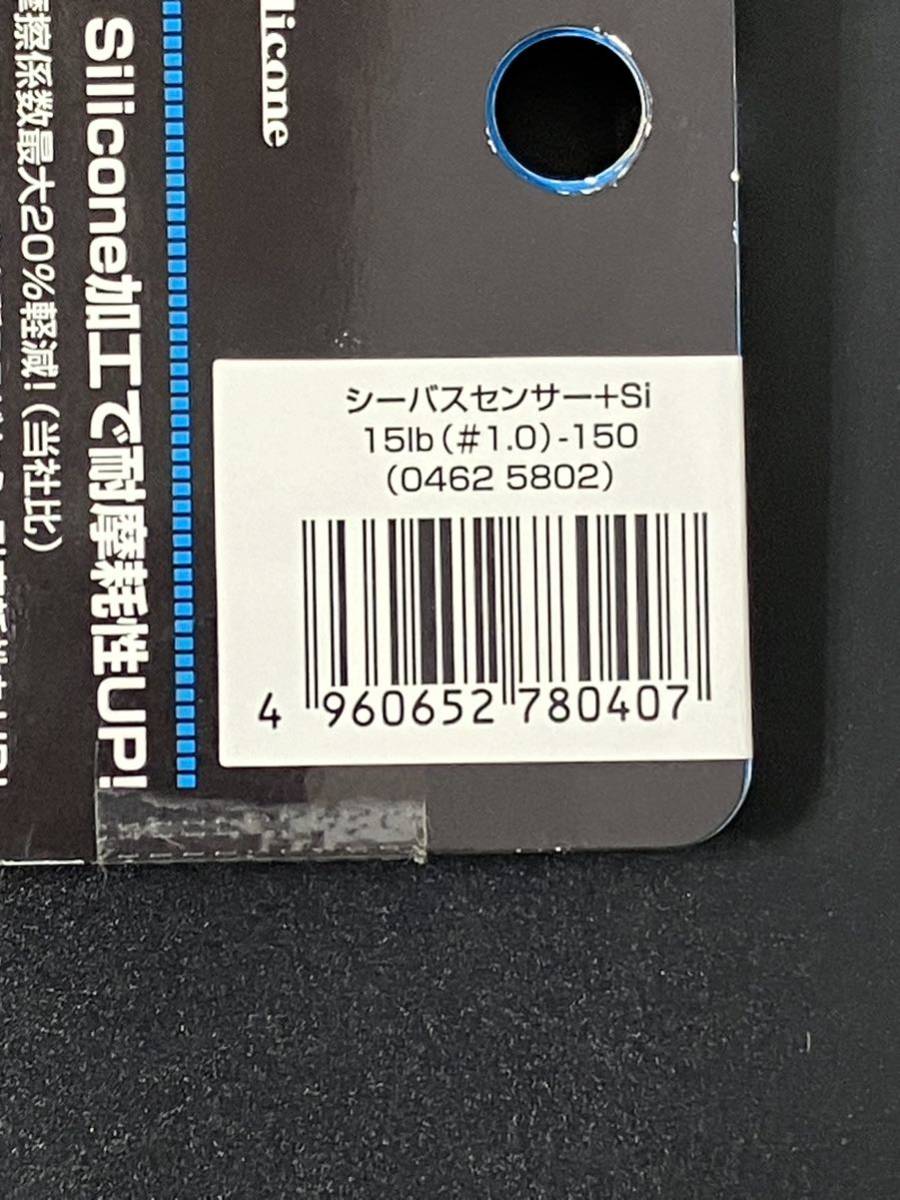 シーバスセンサー+Si
15lb(#1.0)-150
(0462 5802)
4 960652 780407
Silicone加工で耐摩耗性UP!
擦係数最大20%軽減!(当社比)
licone